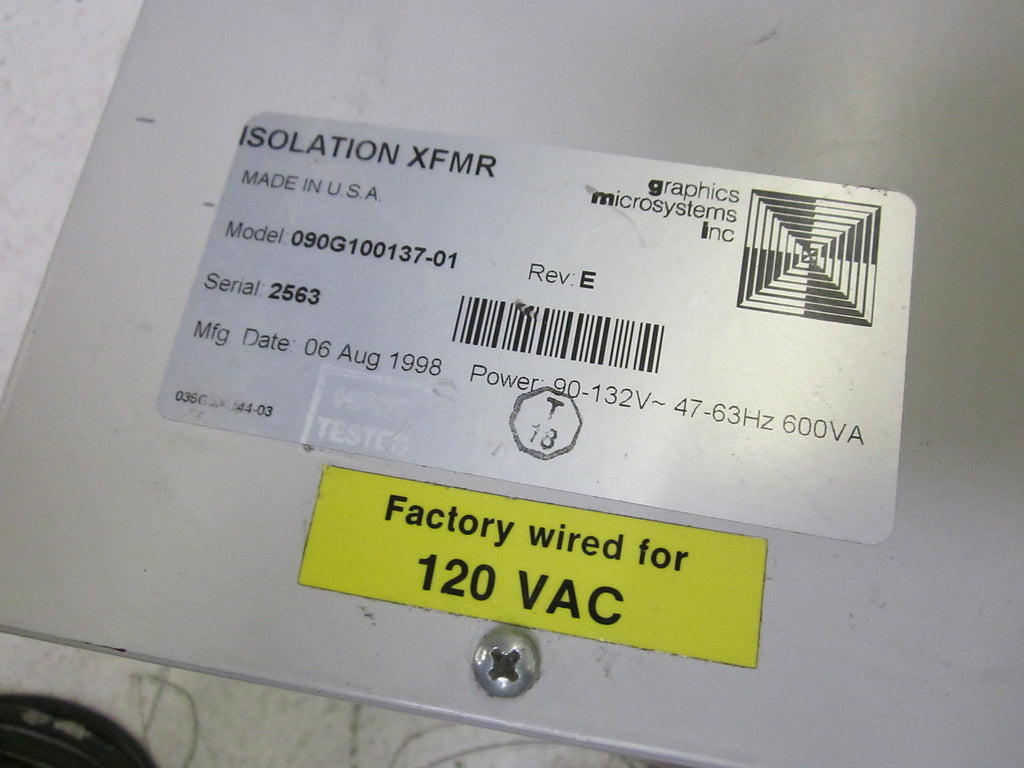 ISOLATION XFMR
MADE IN U.S.A.
graphics
microsystems
inc
Model: 090G100137-01
Rev: E
Serial: 2563
Mfg Date: 06 Aug 1998
Power: 90-132V~ 47-63Hz 600VA
T
18
TESTED
Factory wired for
120 VAC